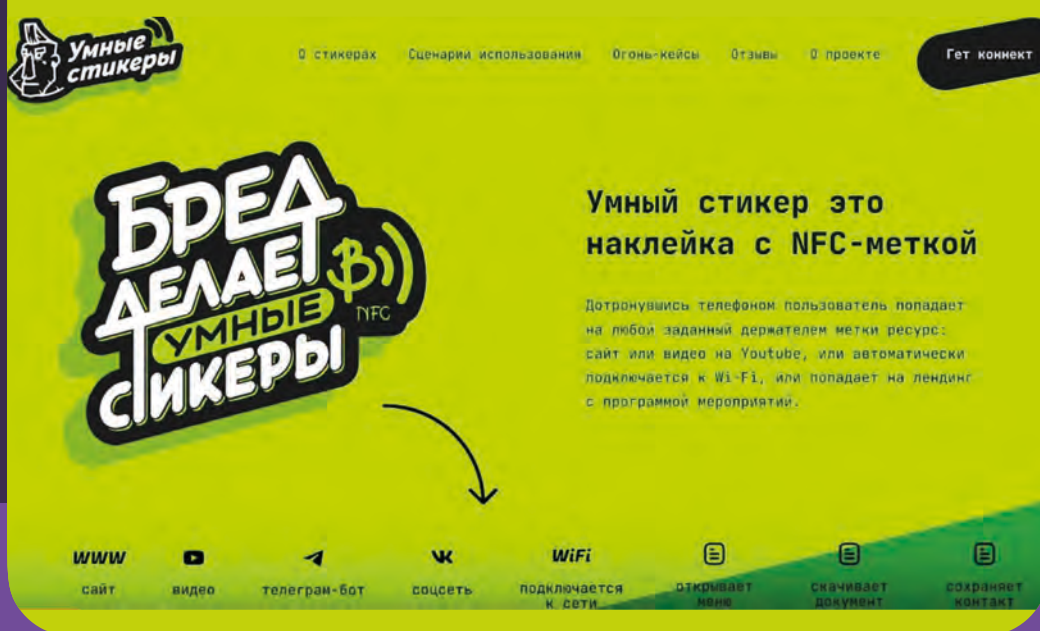 Умные
стикеры
О стикерах Сценарии использования Огонь-кейсы Отзывы О проекте Гет коннект
БРЕД
ДЕЛАЕТ
УМНЫЕ
СТИКЕРЫ
NFC
Умный стикер это
наклейка с NFC-меткой
Дотронувшись телефоном пользователь попадает
на любой заданный держателем метки ресурс:
сайт или видео на Youtube, или автоматически
подключается к Wi-Fi, или попадает на лендинг
с программой мероприятий.
www WiFi
сайт видео телеграм-бот соцсеть подключается открывает скачивает сохраняет
к сети меню документ контакт